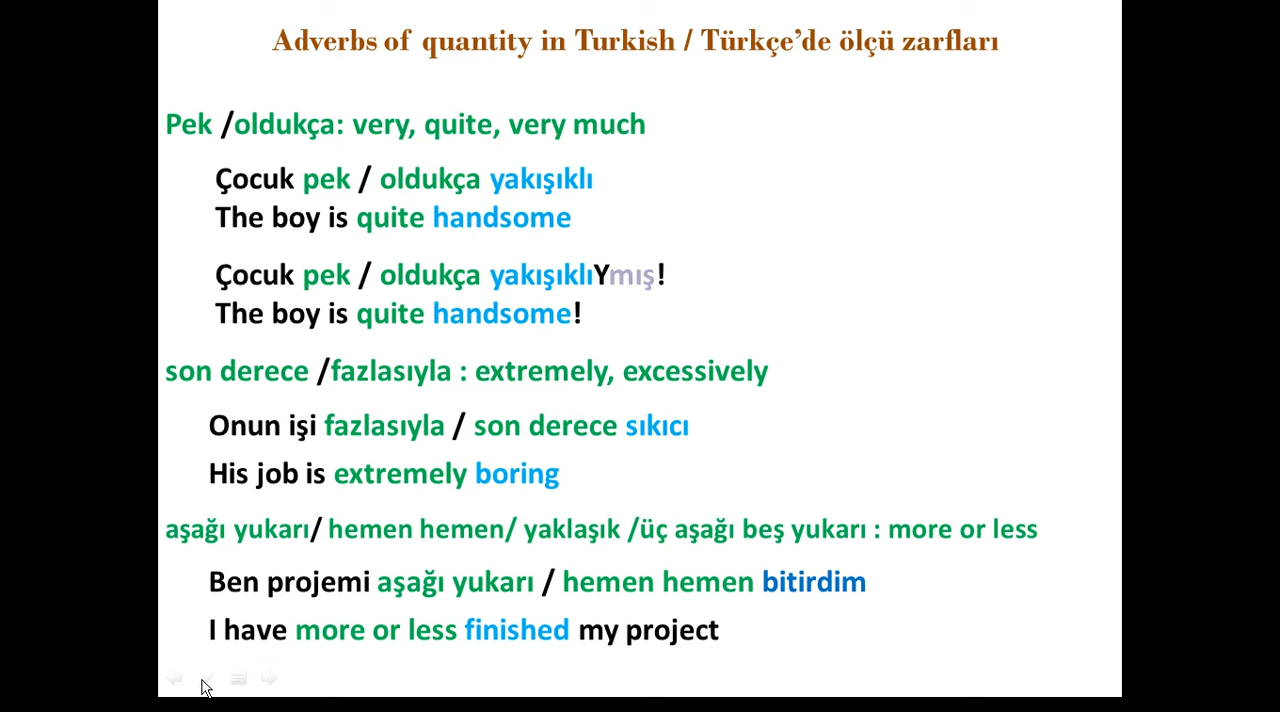 Adverbs of quantity in Turkish / Türkçe’de ölçü zarfları
Pek /oldukça: very, quite, very much
Çocuk pek / oldukça yakışıklı
The boy is quite handsome
Çocuk pek / oldukça yakışıklıYmış!
The boy is quite handsome!
son derece /fazlasıyla : extremely, excessively
Onun işi fazlasıyla / son derece sıkıcı
His job is extremely boring
aşağı yukarı/ hemen hemen/ yaklaşık /üç aşağı beş yukarı : more or less
Ben projemi aşağı yukarı / hemen hemen bitirdim
I have more or less finished my project